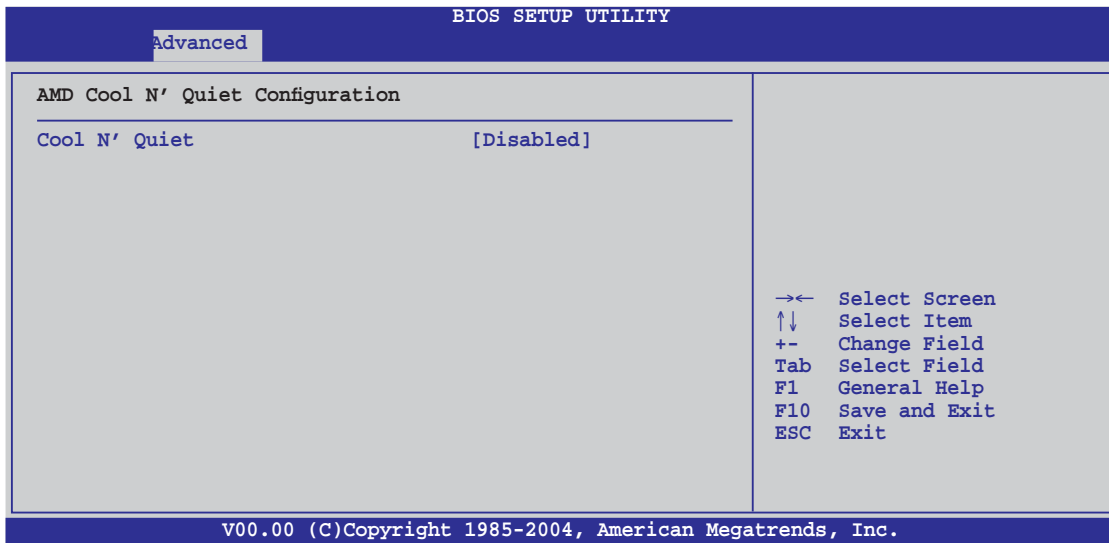 BIOS SETUP UTILITY
Advanced
AMD Cool N’ Quiet Configuration
Cool N’ Quiet [Disabled]
→← Select Screen
↑↓ Select Item
+- Change Field
Tab Select Field
F1 General Help
F10 Save and Exit
ESC Exit
V00.00 (C)Copyright 1985-2004, American Megatrends, Inc.